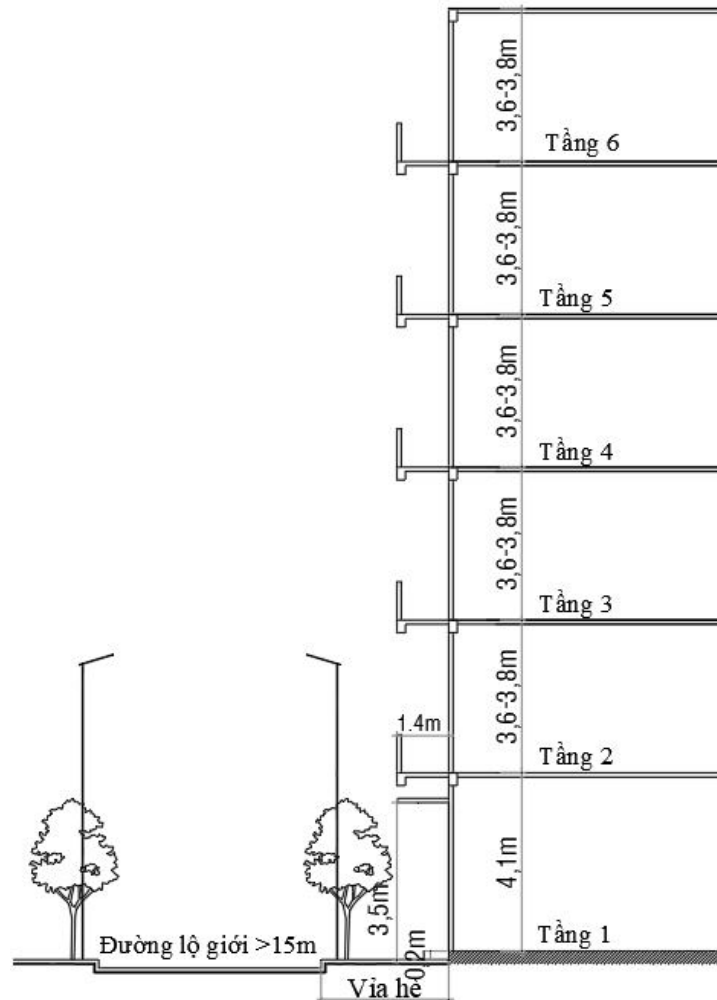 3,6-3,8m
Tầng 6
3,6-3,8m
Tầng 5
3,6-3,8m
Tầng 4
3,6-3,8m
Tầng 3
3,6-3,8m
1.4m
Tầng 2
4,1m
3,5m
Tầng 1
0,2m
Đường lộ giới >15m
Vỉa hè